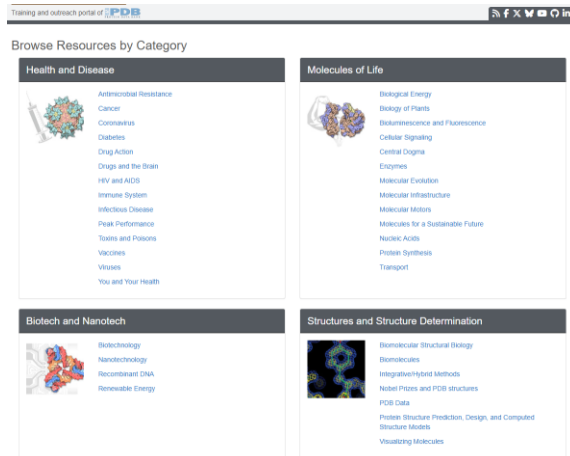 Training and outreach portal of PDB
Browse Resources by Category
Health and Disease
Antimicrobial Resistance
Cancer
Coronavirus
Diabetes
Drug Action
Drugs and the Brain
HIV and AIDS
Immune System
Infectious Disease
Peak Performance
Toxins and Poisons
Vaccines
Viruses
You and Your Health
Molecules of Life
Biological Energy
Biology of Plants
Bioluminescence and Fluorescence
Cellular Signaling
Central Dogma
Enzymes
Molecular Evolution
Molecular Infrastructure
Molecular Motors
Molecules for a Sustainable Future
Nucleic Acids
Protein Synthesis
Transport
Biotech and Nanotech
Biotechnology
Nanotechnology
Recombinant DNA
Renewable Energy
Structures and Structure Determination
Biomolecular Structural Biology
Biomolecules
Integrative/Hybrid Methods
Nobel Prizes and PDB structures
PDB Data
Protein Structure Prediction, Design, and Computed
Structure Models
Visualizing Molecules